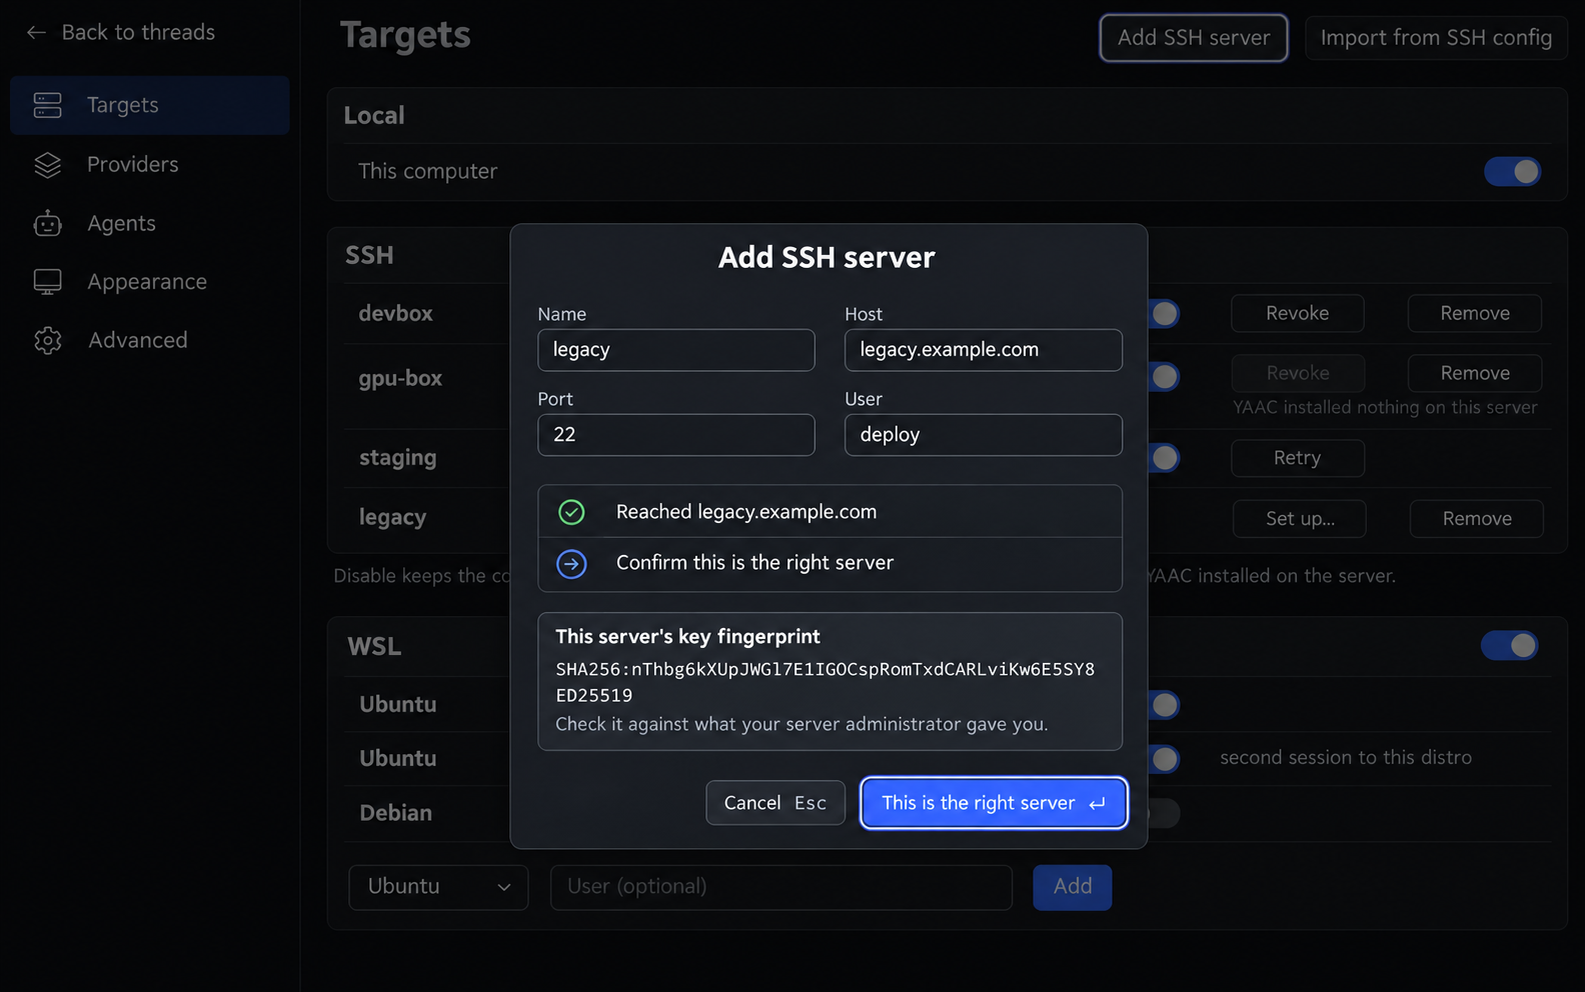 Back to threads
Targets
Providers
Agents
Appearance
Advanced
Targets
Add SSH server
Import from SSH config
Local
This computer
SSH
devbox
Revoke
Remove
gpu-box
Revoke
Remove
YAAC installed nothing on this server
staging
Retry
legacy
Set up...
Remove
Disable keeps the
YAAC installed on the server.
WSL
Ubuntu
Ubuntu
second session to this distro
Debian
Ubuntu
User (optional)
Add
Add SSH server
Name
Host
legacy
legacy.example.com
Port
User
22
deploy
Reached legacy.example.com
Confirm this is the right server
This server's key fingerprint
SHA256:nThbg6kXUpJWGl7E1IGOCspRomTxdCARLviKw6E5SY8
ED25519
Check it against what your server administrator gave you.
Cancel Esc
This is the right server ↵